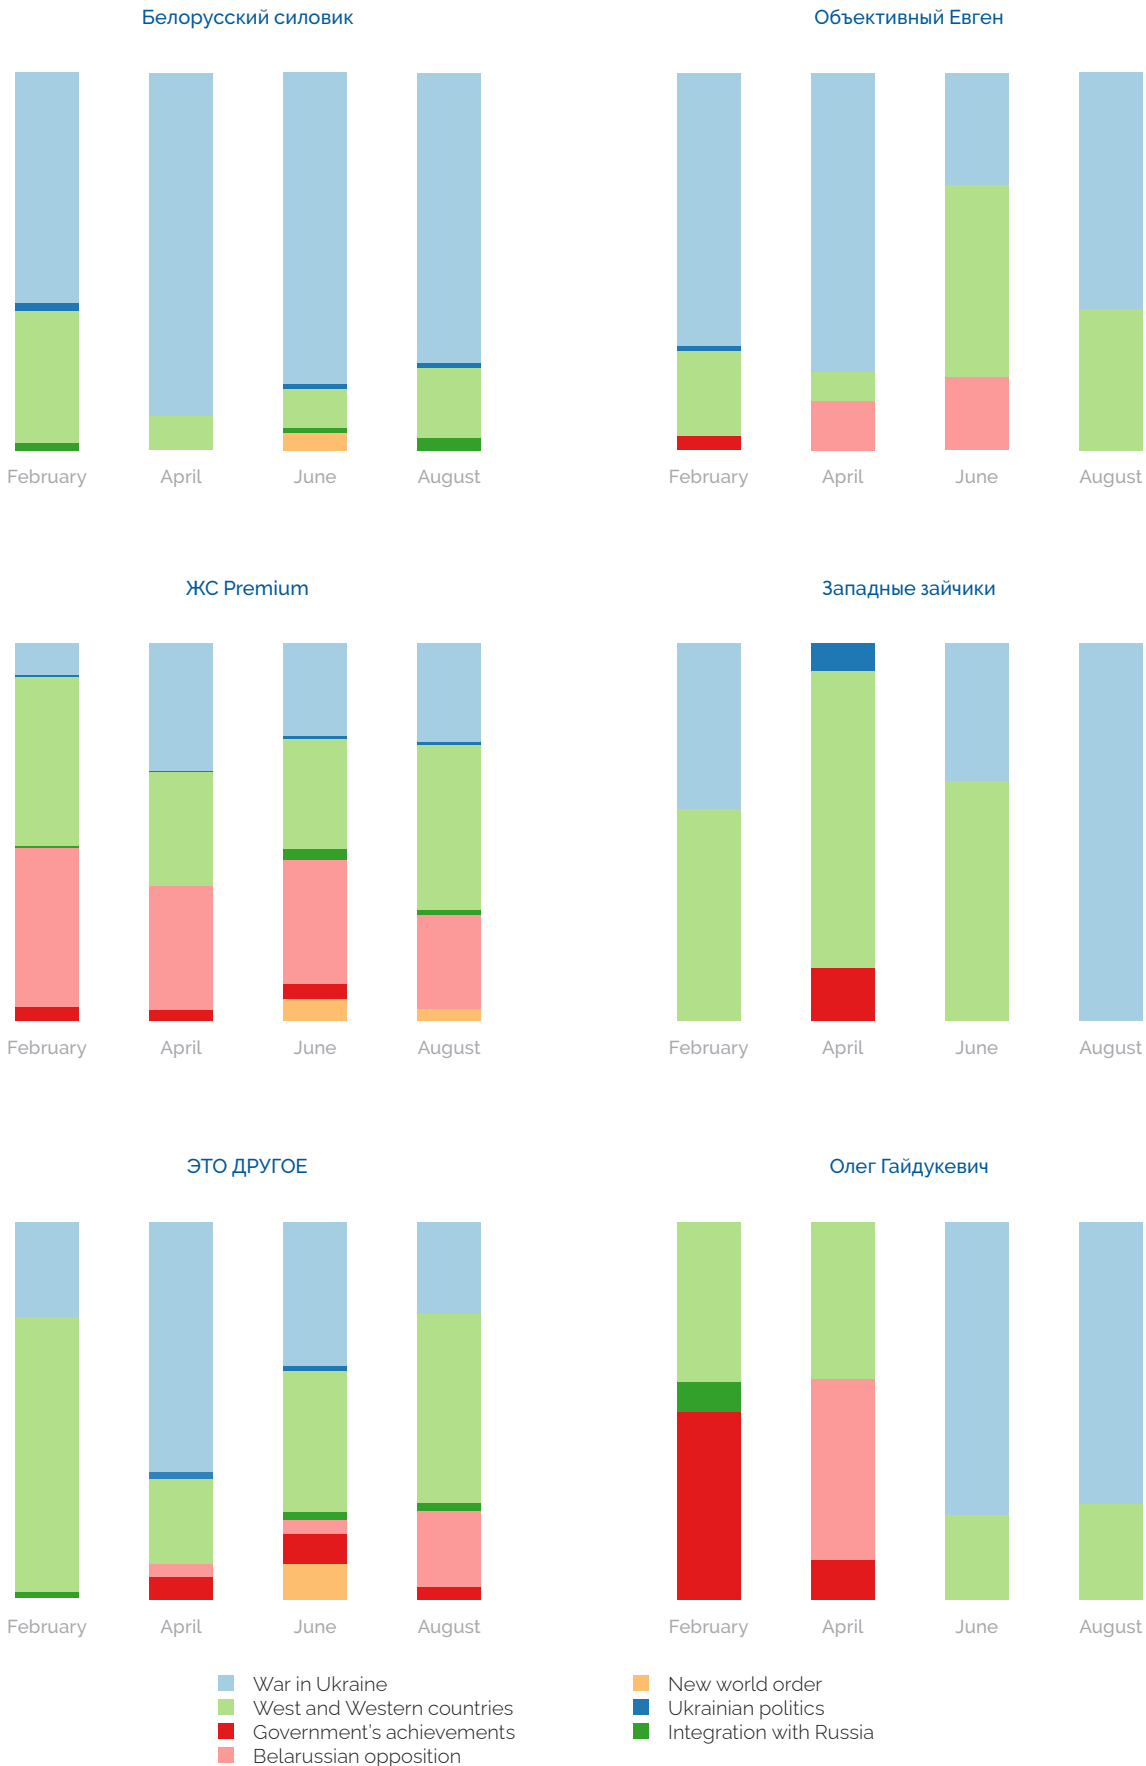 Белорусский силовик
Объективный Евген
February April June August
February April June August
ЖС Premium
Западные зайчики
February April June August
February April June August
ЭТО ДРУГОЕ
Олег Гайдукевич
February April June August
February April June August
War in Ukraine
West and Western countries
Government's achievements
Belarussian opposition
New world order
Ukrainian politics
Integration with Russia